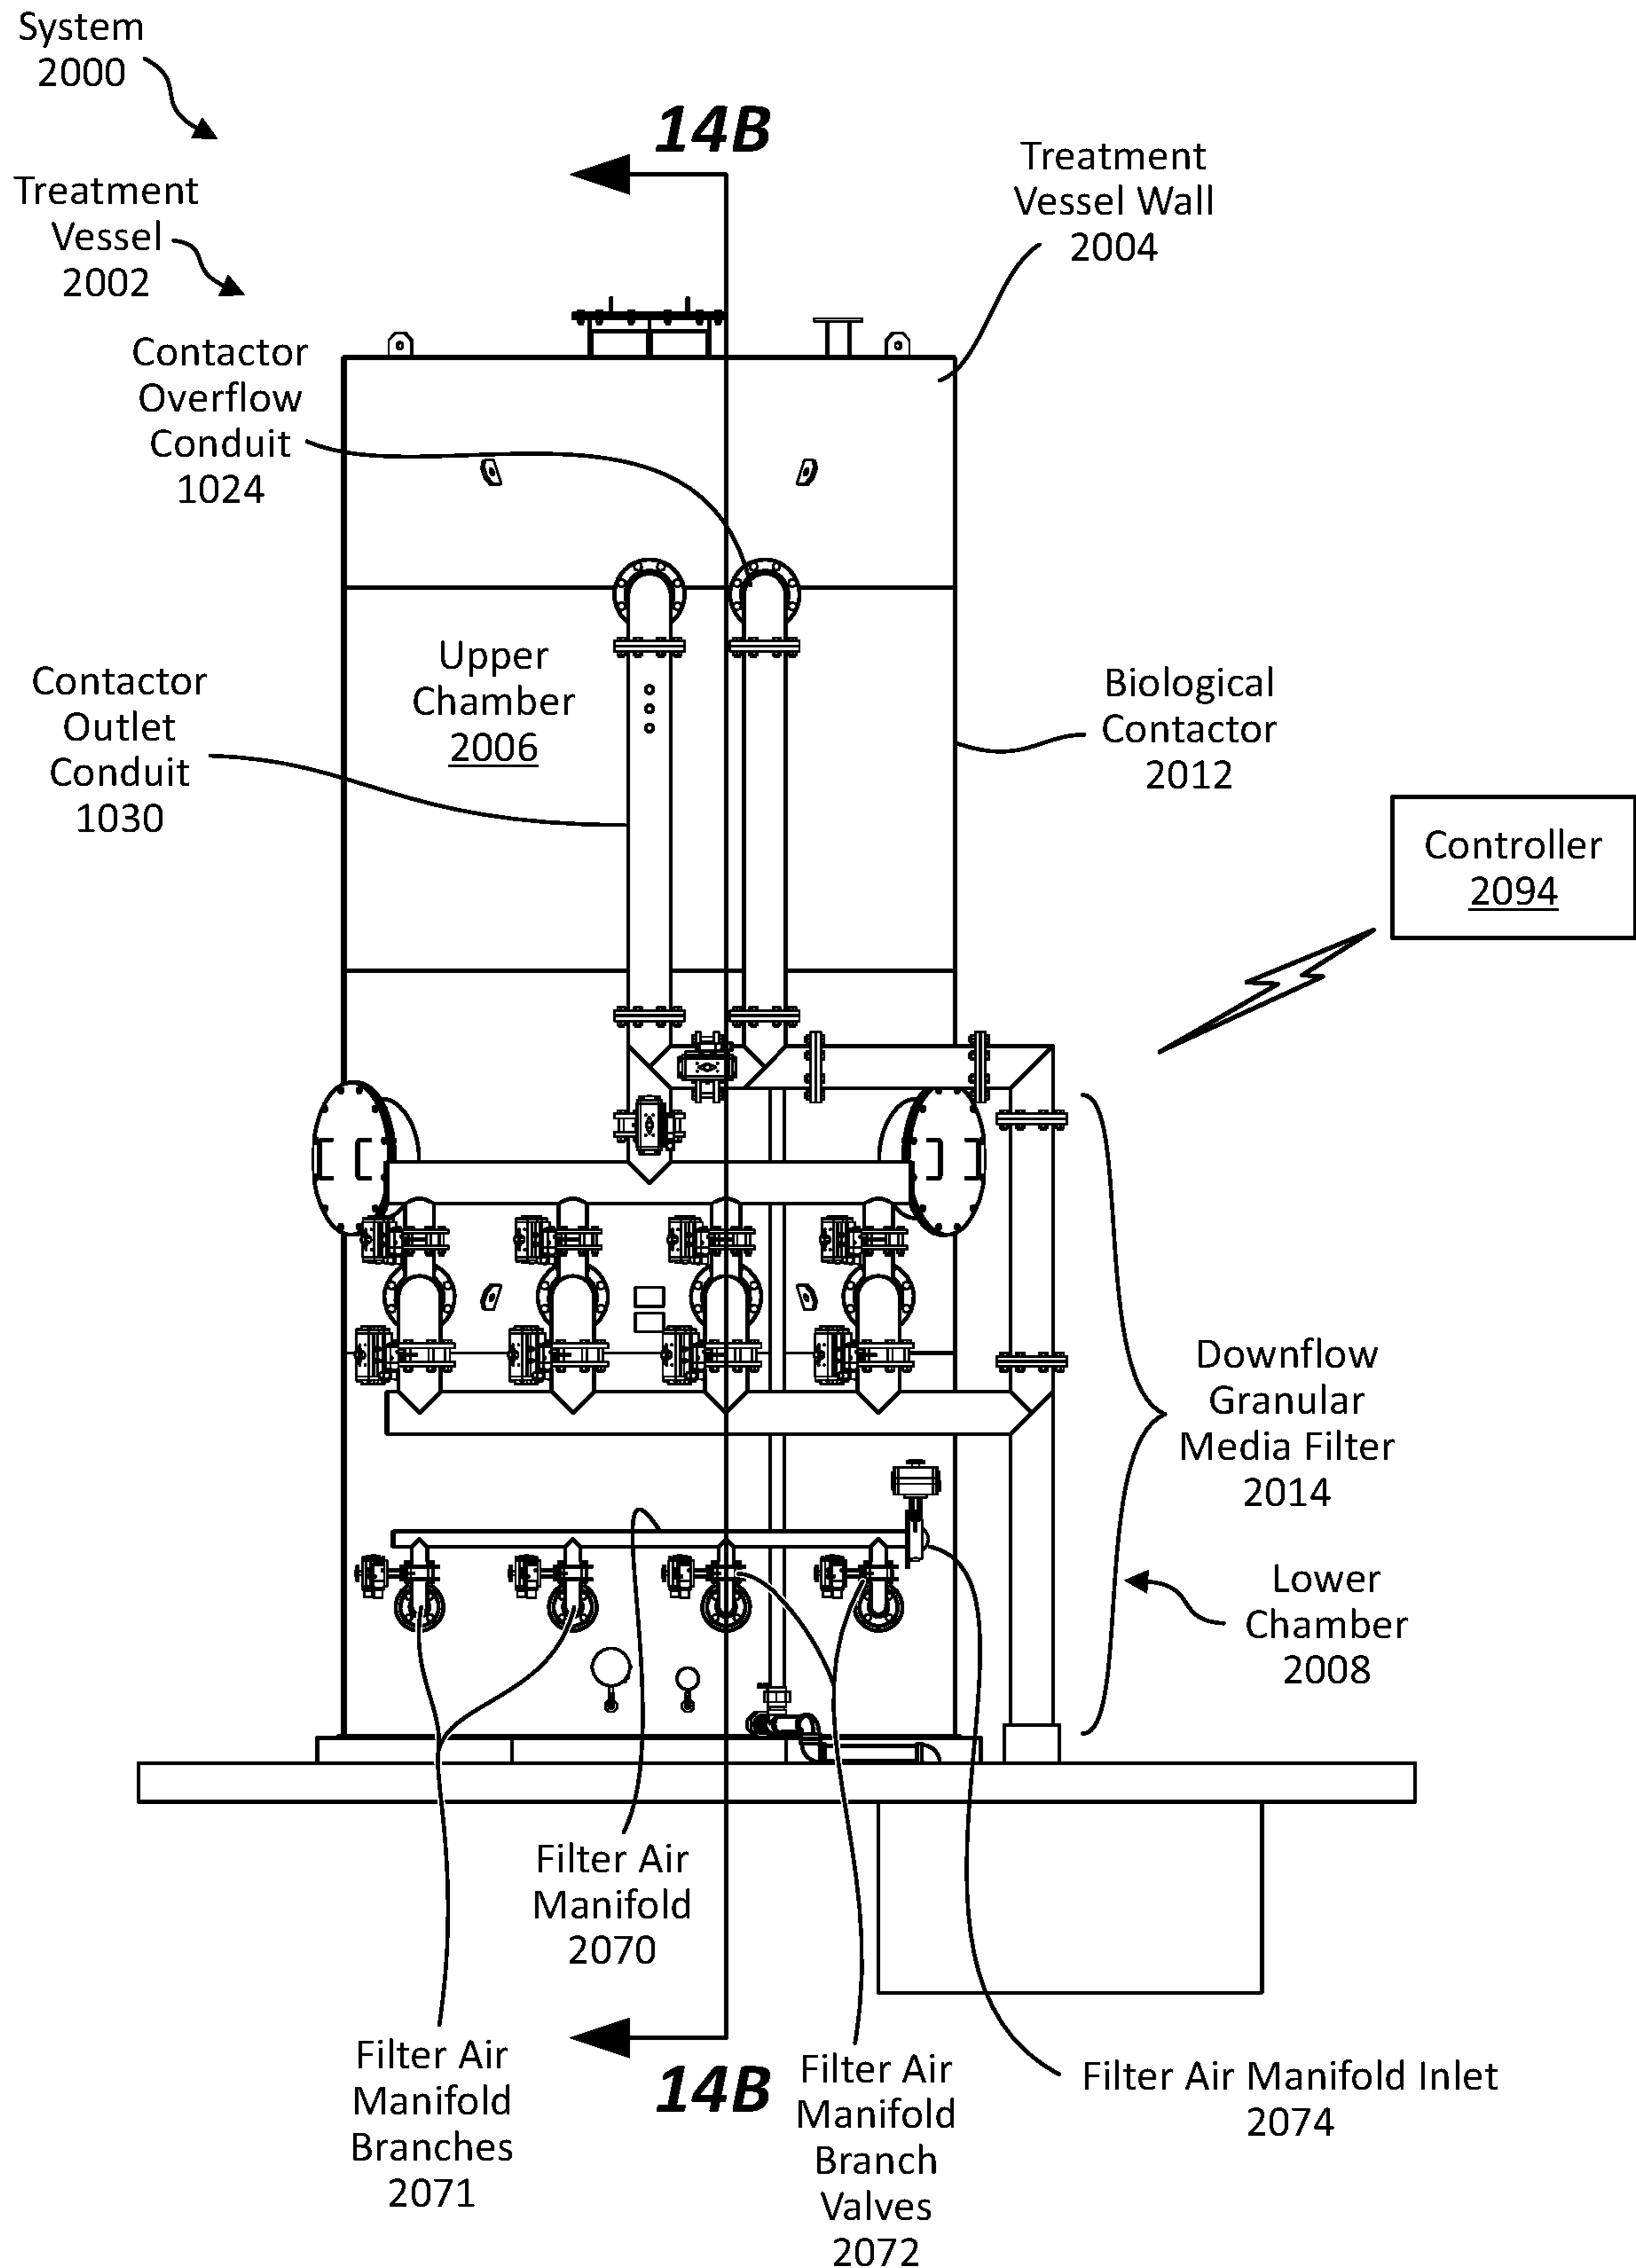 System
2000
14B
Treatment
Vessel
2002
Treatment
Vessel Wall
2004
Contactor
Overflow
Conduit
1024
Upper
Chamber
2006
Contactor
Outlet
Conduit
1030
Biological
Contactor
2012
Controller
2094
Downflow
Granular
Media Filter
2014
Lower
Chamber
2008
Filter Air
Manifold
2070
Filter Air
Manifold
Branches
2071
14B
Filter Air
Manifold
Branch
Valves
2072
Filter Air Manifold Inlet
2074